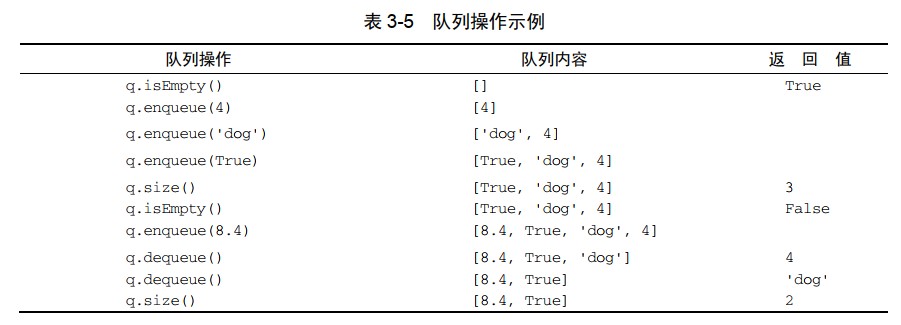 表 3-5 队列操作示例
队列操作 队列内容 返 回 值
q.isEmpty() [] True
q.enqueue(4) [4]
q.enqueue('dog') ['dog', 4]
q.enqueue(True) [True, 'dog', 4]
q.size() [True, 'dog', 4] 3
q.isEmpty() [True, 'dog', 4] False
q.enqueue(8.4) [8.4, True, 'dog', 4]
q.dequeue() [8.4, True, 'dog'] 4
q.dequeue() [8.4, True] 'dog'
q.size() [8.4, True] 2